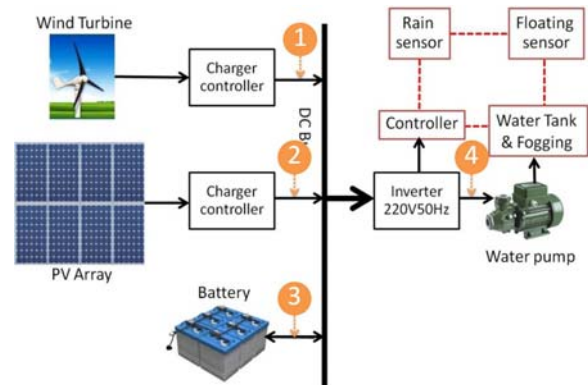 Wind Turbine
1
Charger
controller
Rain
sensor
Floating
sensor
DC B
2
Charger
controller
PV Array
Controller
Water Tank
& Fogging
4
Inverter
220V50Hz
Water pump
Battery
3